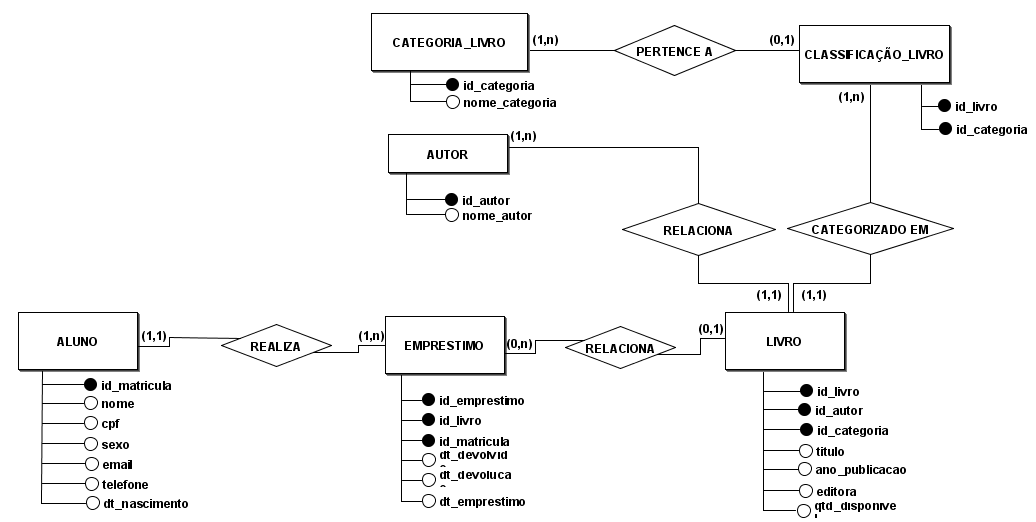 CATEGORIA_LIVRO
(1,n)
PERTENCE A
(0,1)
CLASSIFICAÇÃO_LIVRO
id_categoria
nome_categoria
(1,n)
id_livro
id_categoria
AUTOR
(1,n)
id_autor
nome_autor
RELACIONA
CATEGORIZADO EM
(1,1)
(1,1)
ALUNO
(1,1)
REALIZA
(1,n)
EMPRESTIMO
(0,n)
RELACIONA
(0,1)
LIVRO
id_matricula
nome
cpf
sexo
email
telefone
dt_nascimento
id_emprestimo
id_livro
id_matricula
dt_devolvid
dt_devoluca
dt_emprestimo
id_livro
id_autor
id_categoria
titulo
ano_publicacao
editora
qtd_disponive